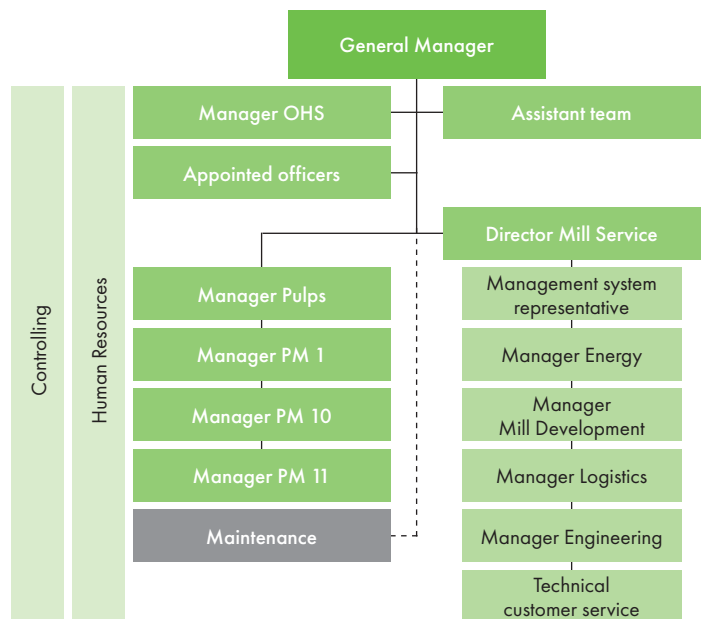 General Manager
Controlling
Human Resources
Manager OHS
Assistant team
Appointed officers
Director Mill Service
Manager Pulps
Manager PM 1
Manager PM 10
Manager PM 11
Maintenance
Management system
representative
Manager Energy
Manager
Mill Development
Manager Logistics
Manager Engineering
Technical
customer service